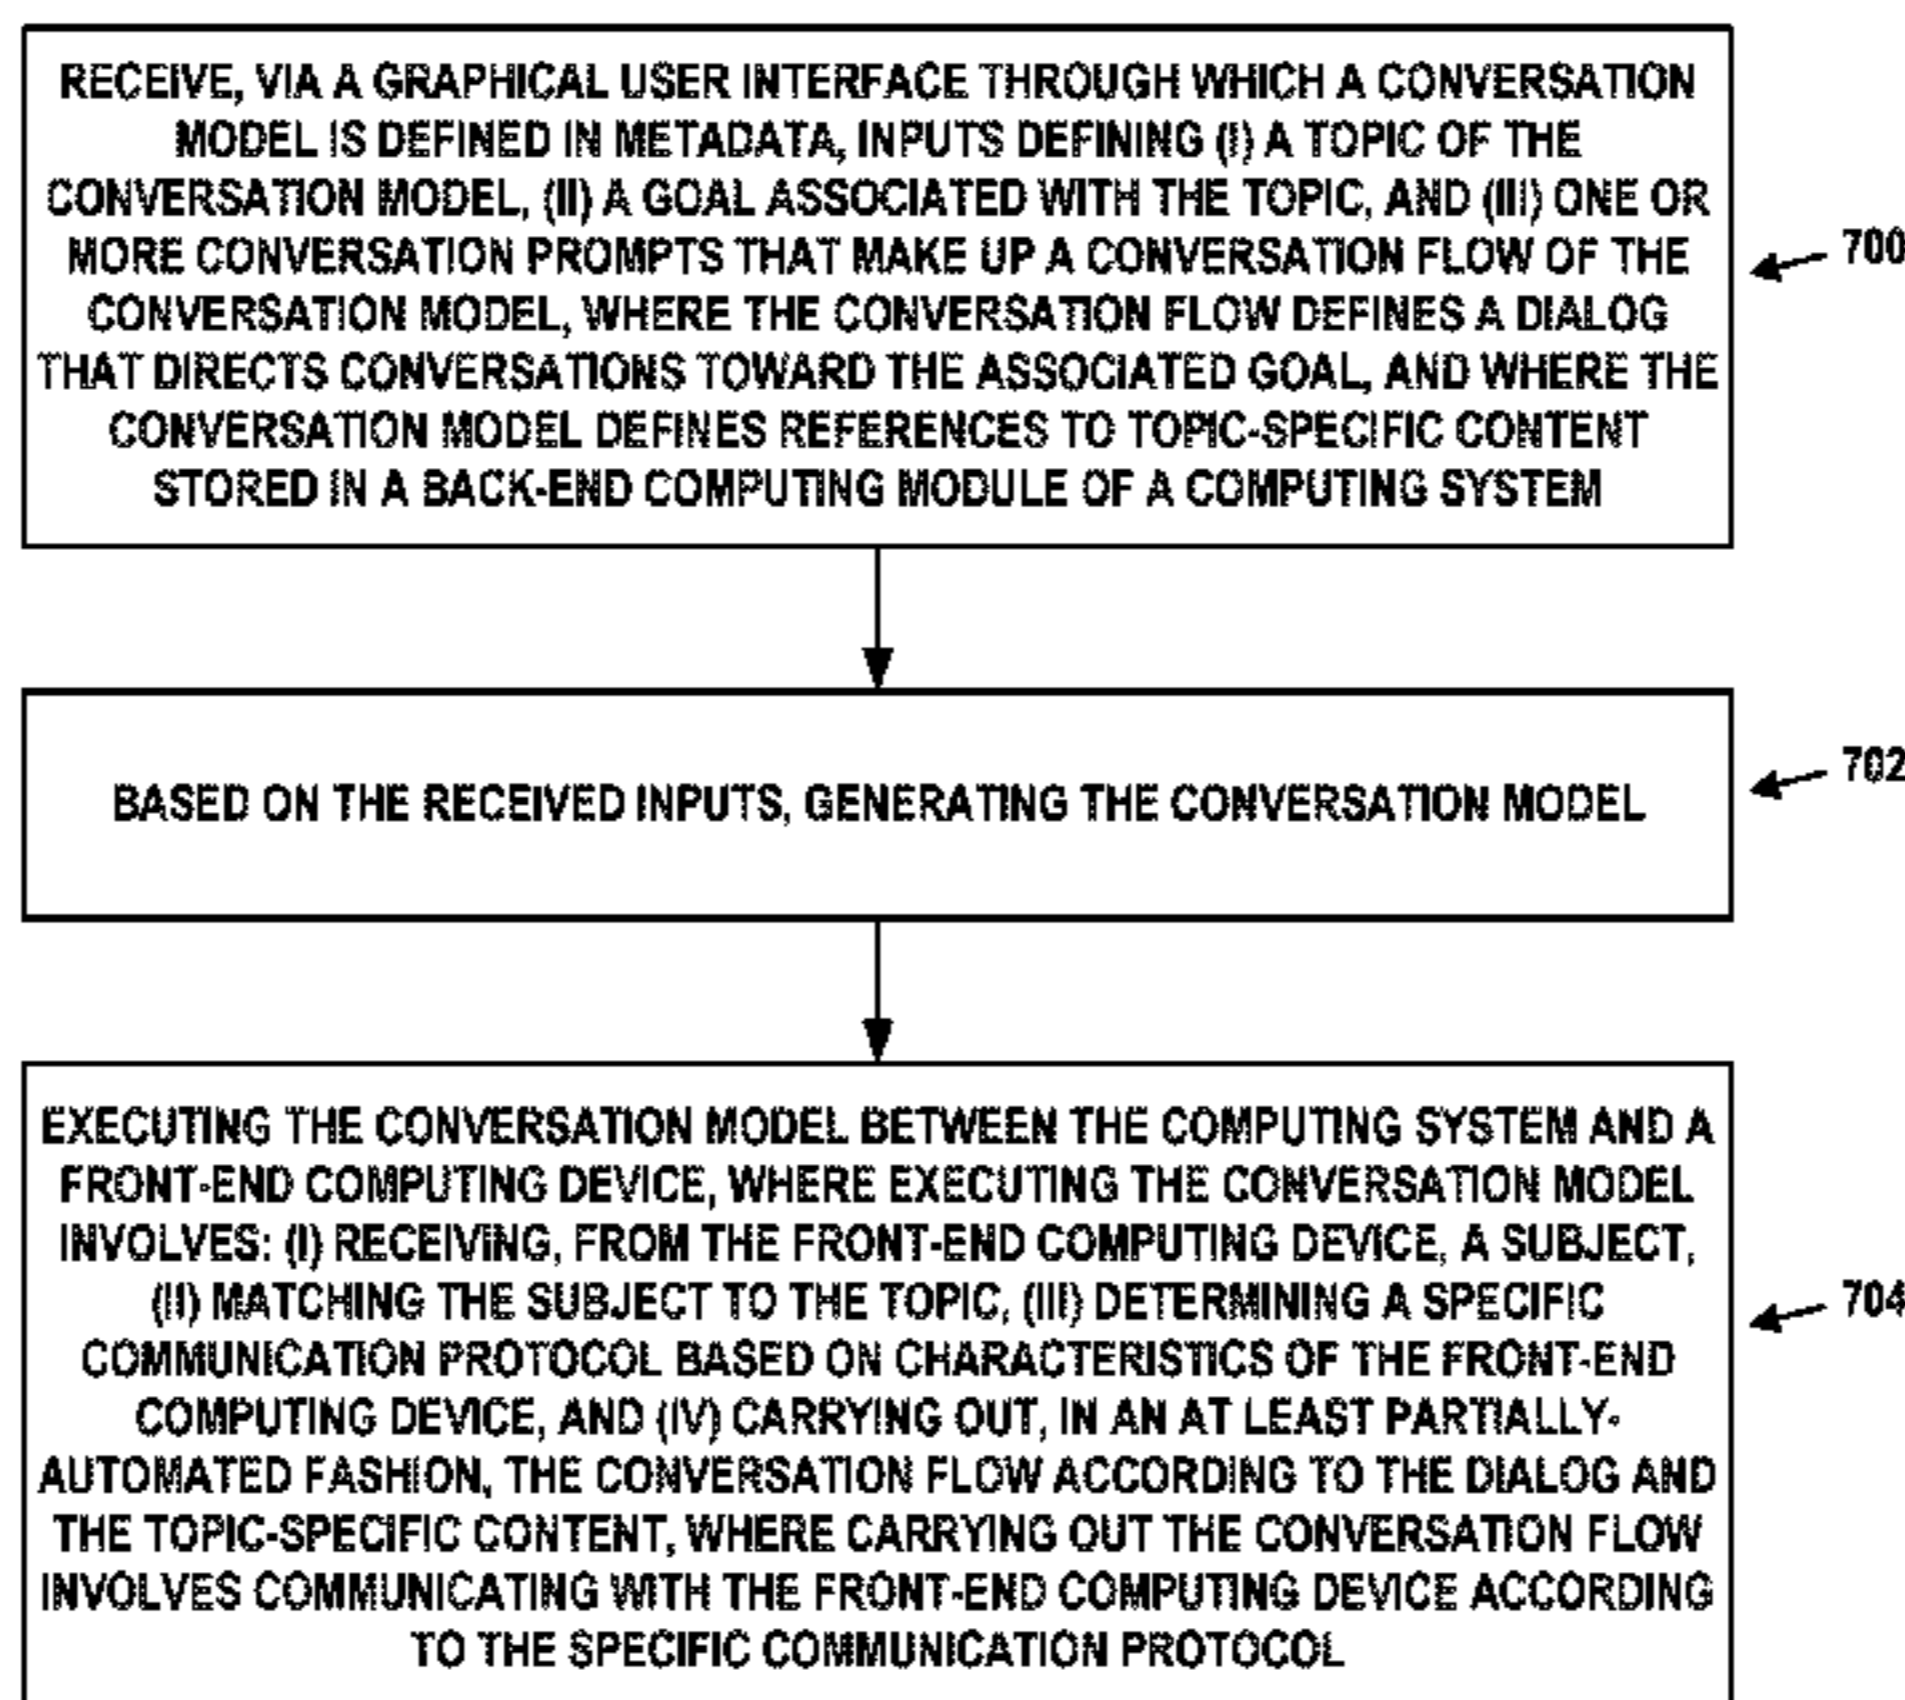 RECEIVE, VIA A GRAPHICAL USER INTERFACE THROUGH WHICH A CONVERSATION
MODEL IS DEFINED IN METADATA, INPUTS DEFINING (I) A TOPIC OF THE
CONVERSATION MODEL, (II) A GOAL ASSOCIATED WITH THE TOPIC, AND (III) ONE OR
MORE CONVERSATION PROMPTS THAT MAKE UP A CONVERSATION FLOW OF THE
CONVERSATION MODEL, WHERE THE CONVERSATION FLOW DEFINES A DIALOG
THAT DIRECTS CONVERSATIONS TOWARD THE ASSOCIATED GOAL, AND WHERE THE
CONVERSATION MODEL DEFINES REFERENCES TO TOPIC-SPECIFIC CONTENT
STORED IN A BACK-END COMPUTING MODULE OF A COMPUTING SYSTEM
700
BASED ON THE RECEIVED INPUTS, GENERATING THE CONVERSATION MODEL
702
EXECUTING THE CONVERSATION MODEL BETWEEN THE COMPUTING SYSTEM AND A
FRONT-END COMPUTING DEVICE, WHERE EXECUTING THE CONVERSATION MODEL
INVOLVES: (I) RECEIVING, FROM THE FRONT-END COMPUTING DEVICE, A SUBJECT,
(II) MATCHING THE SUBJECT TO THE TOPIC, (III) DETERMINING A SPECIFIC
COMMUNICATION PROTOCOL BASED ON CHARACTERISTICS OF THE FRONT-END
COMPUTING DEVICE, AND (IV) CARRYING OUT, IN AN AT LEAST PARTIALLY-
AUTOMATED FASHION, THE CONVERSATION FLOW ACCORDING TO THE DIALOG AND
THE TOPIC-SPECIFIC CONTENT, WHERE CARRYING OUT THE CONVERSATION FLOW
INVOLVES COMMUNICATING WITH THE FRONT-END COMPUTING DEVICE ACCORDING
TO THE SPECIFIC COMMUNICATION PROTOCOL
704